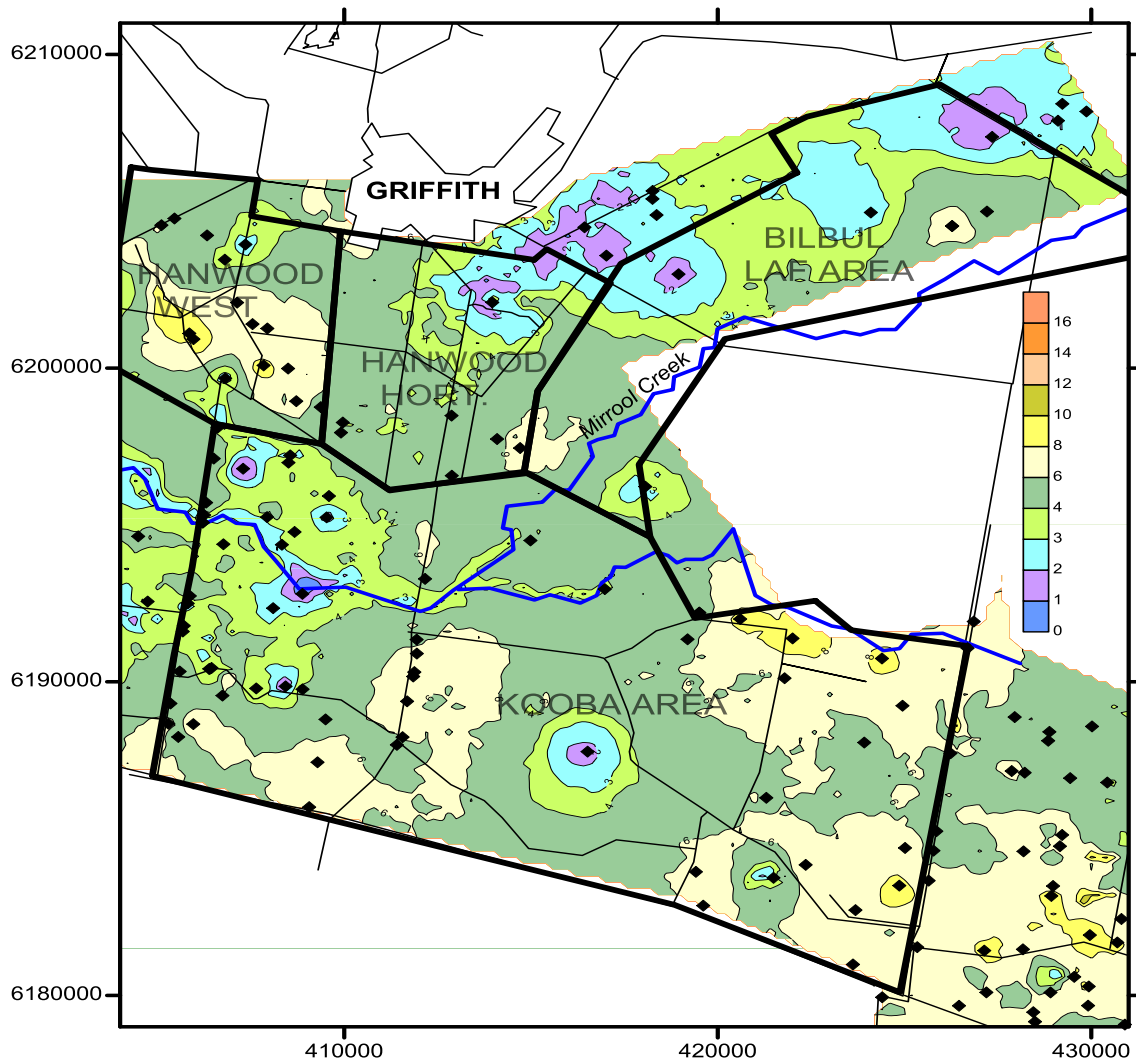 6210000
GRIFFITH
BILBUL
LAF AREA
HANWOOD
WEST
6200000
HANWOOD
HORT.
Mirrool Creek
16
14
12
10
8
6
4
3
2
1
0
6190000
KOOBA AREA
6180000
410000
420000
430000